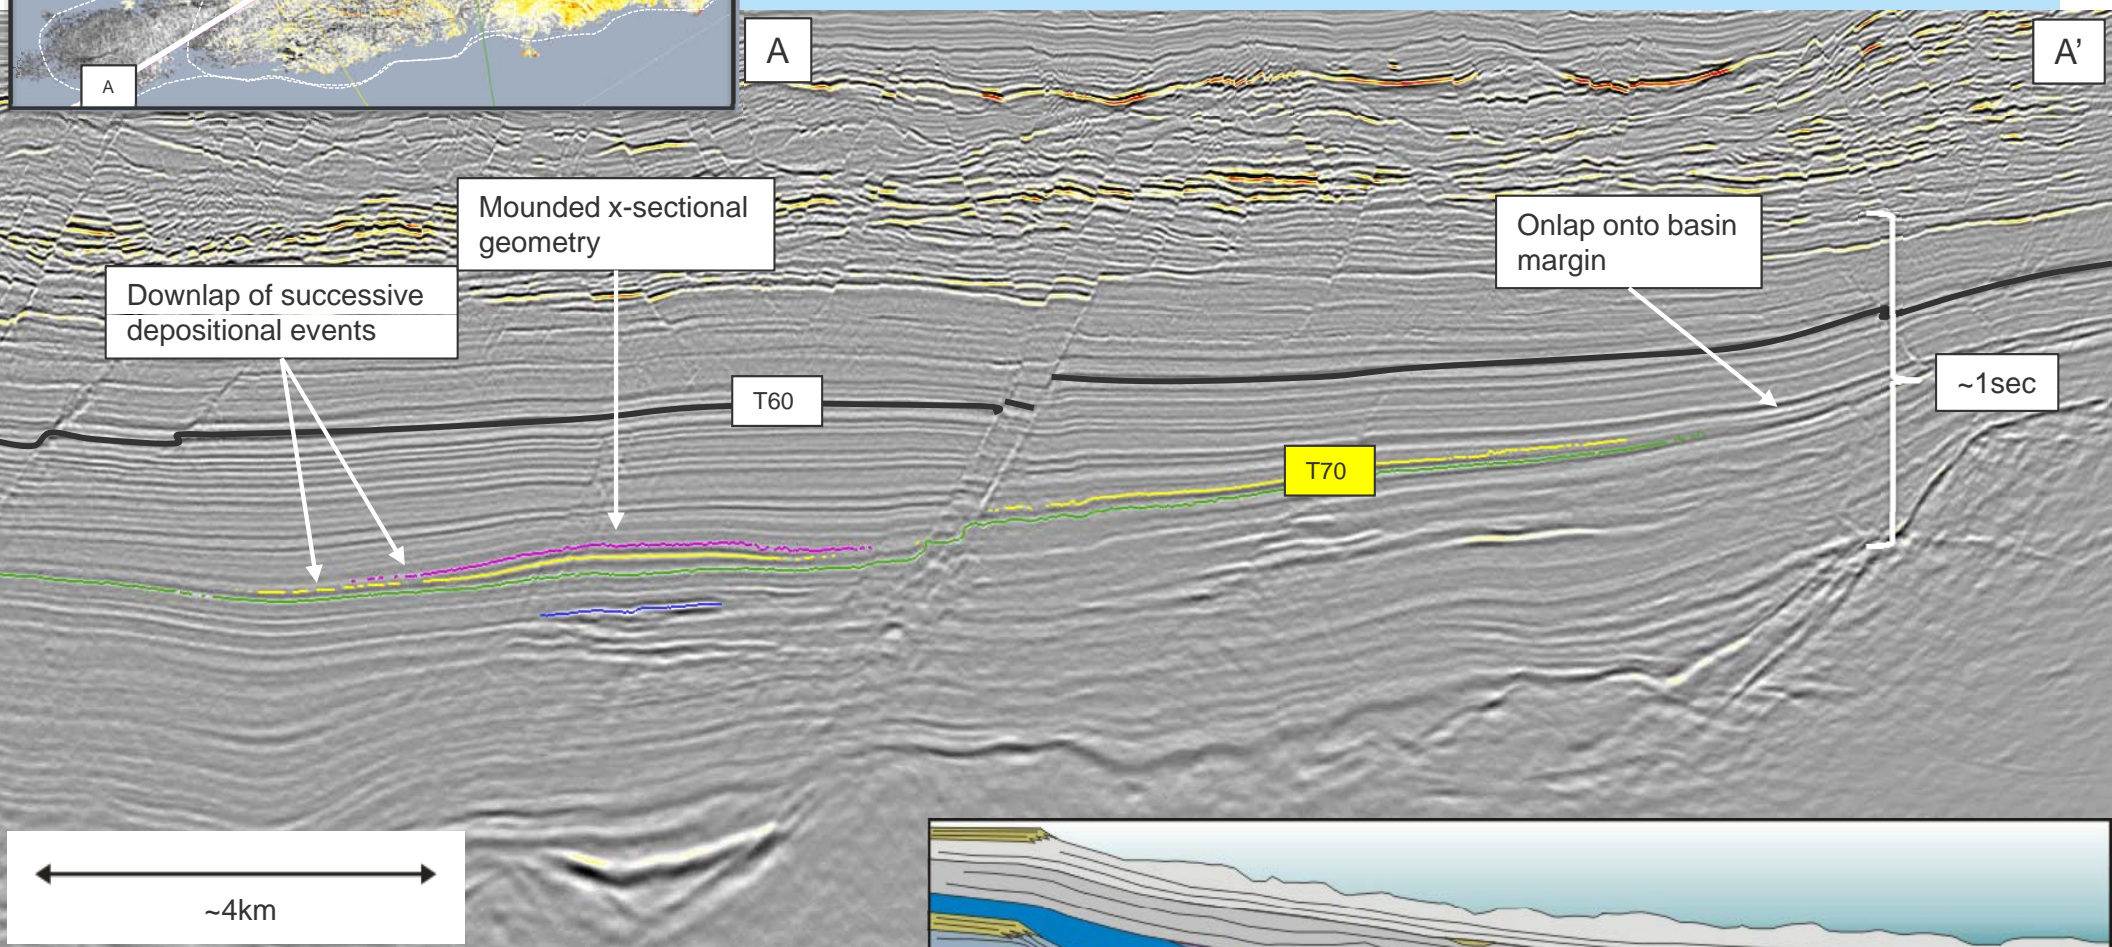 A
A
A'
Mounded x-sectional
geometry
Onlap onto basin
margin
Downlap of successive
depositional events
~1sec
T60
T70
~4km